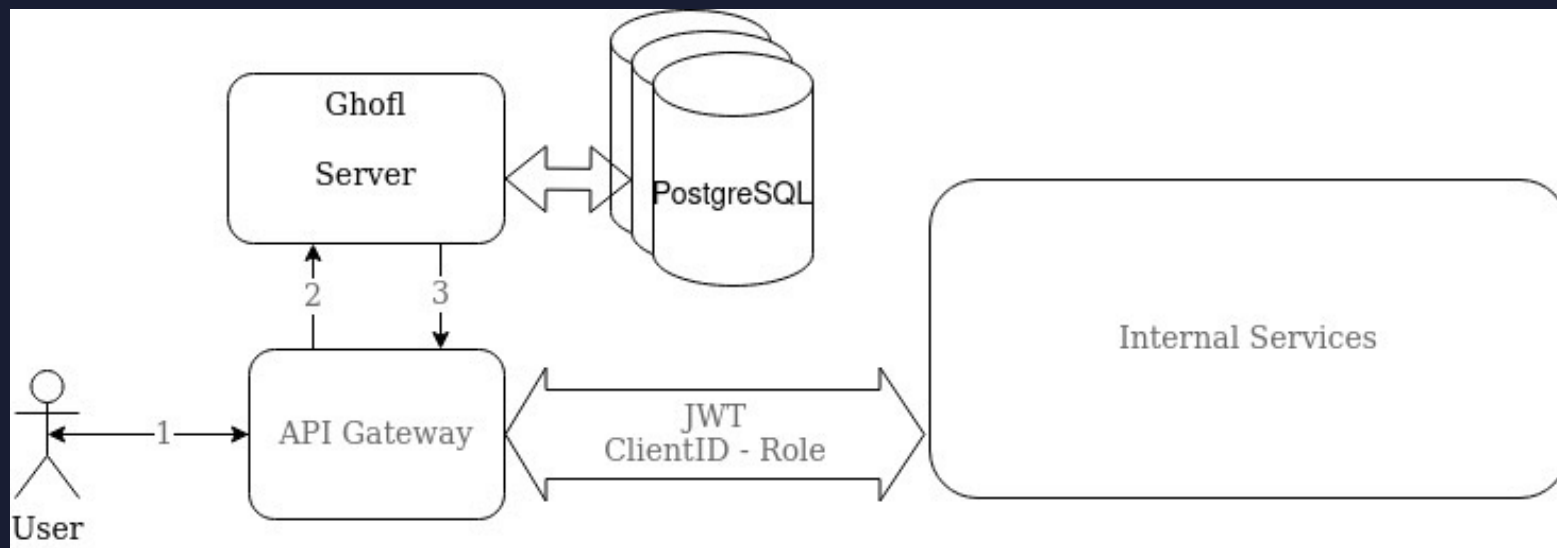 Ghofl
Server
PostgreSQL
2
3
Internal Services
1
API Gateway
JWT
ClientID - Role
User